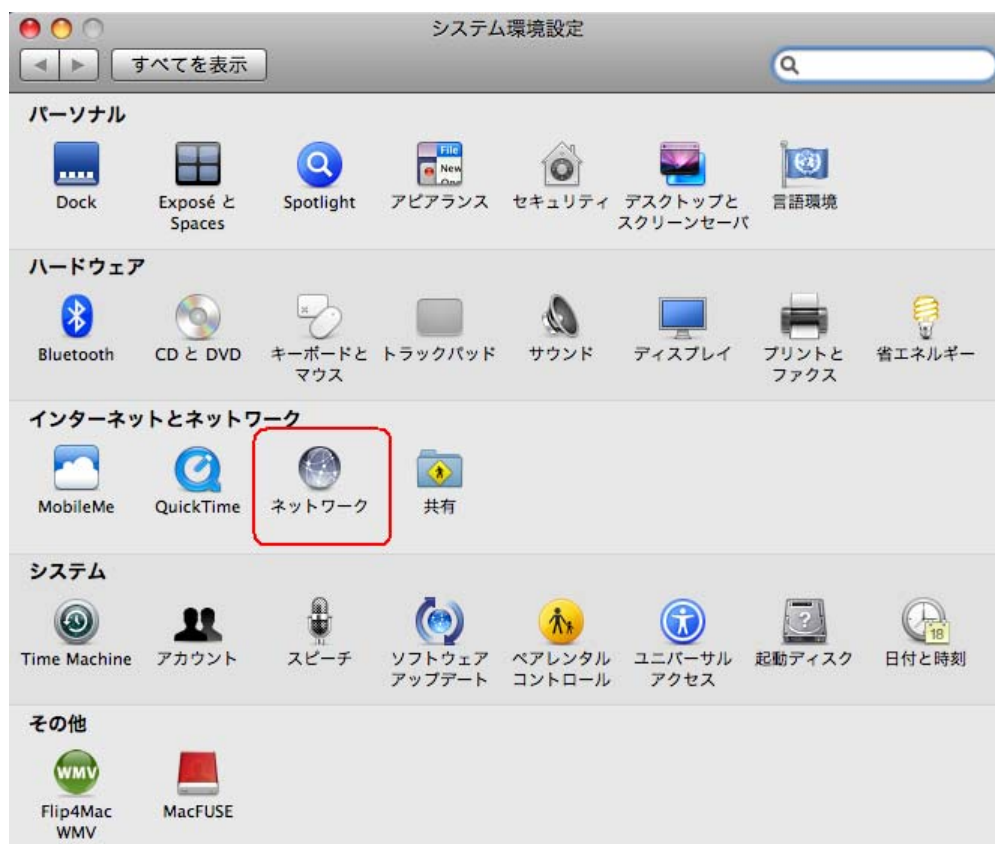 システム環境設定
すべてを表示
パーソナル
Dock
Exposé と
Spaces
Spotlight
File
New
アピアランス
セキュリティ
デスクトップと
スクリーンセーバ
言語環境
ハードウェア
Bluetooth
CD と DVD
キーボードと
マウス
トラックパッド
サウンド
ディスプレイ
プリントと
ファクス
省エネルギー
インターネットとネットワーク
MobileMe
QuickTime
ネットワーク
共有
システム
Time Machine
アカウント
スピーチ
ソフトウェア
アップデート
ペアレンタル
コントロール
ユニバーサル
アクセス
?
起動ディスク
18
日付と時刻
その他
WMV
Flip4Mac
WMV
MacFUSE